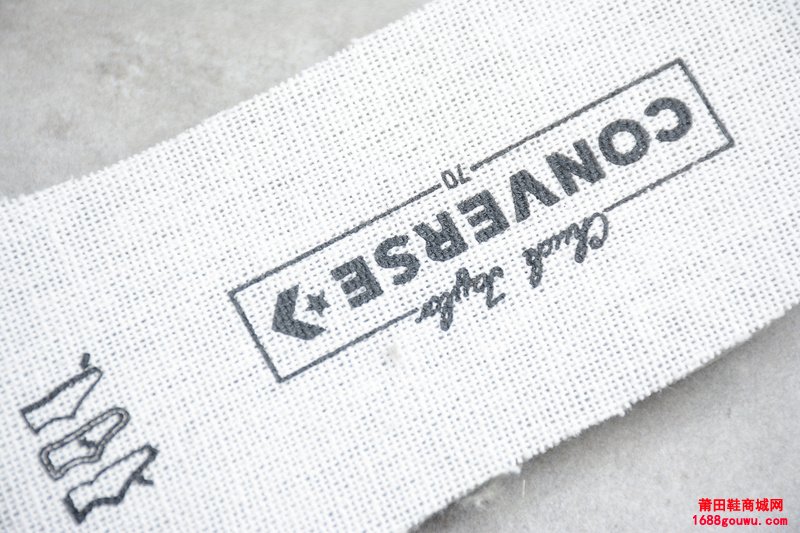 Chuck Taylor
CONVERSE
70
莆田鞋商城网
1688gouwu.com